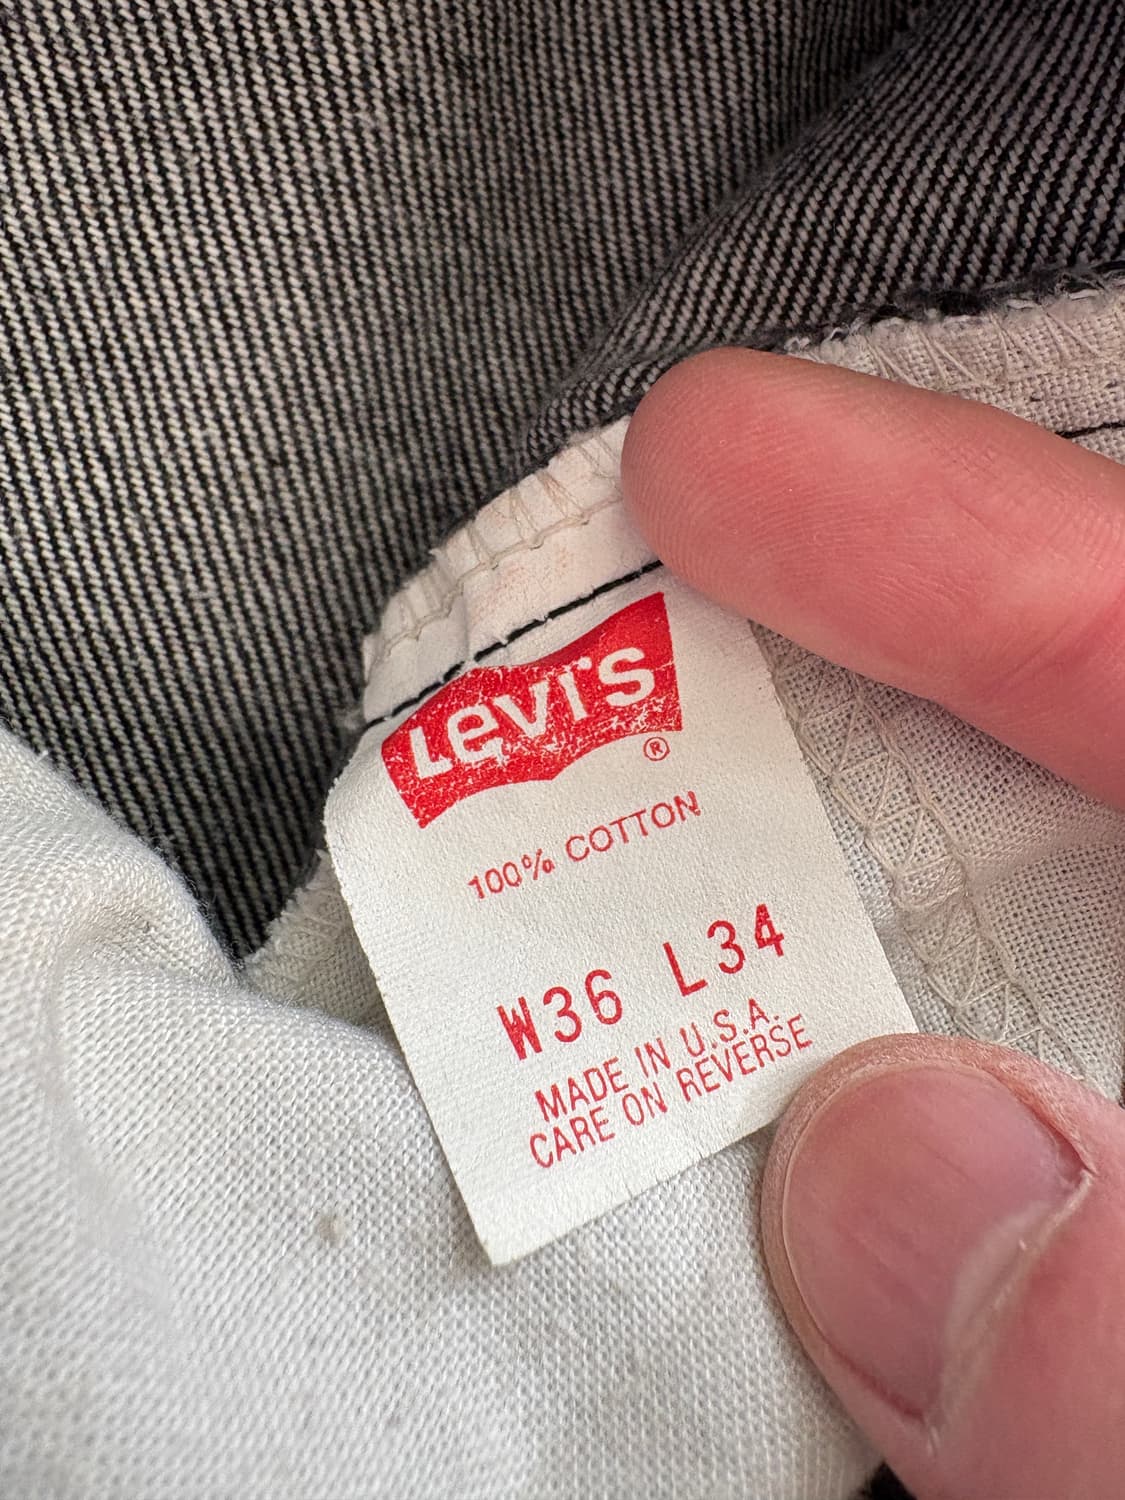 Levi's
®
100% COTTON
W36 L34
MADE IN U.S.A.
CARE ON REVERSE